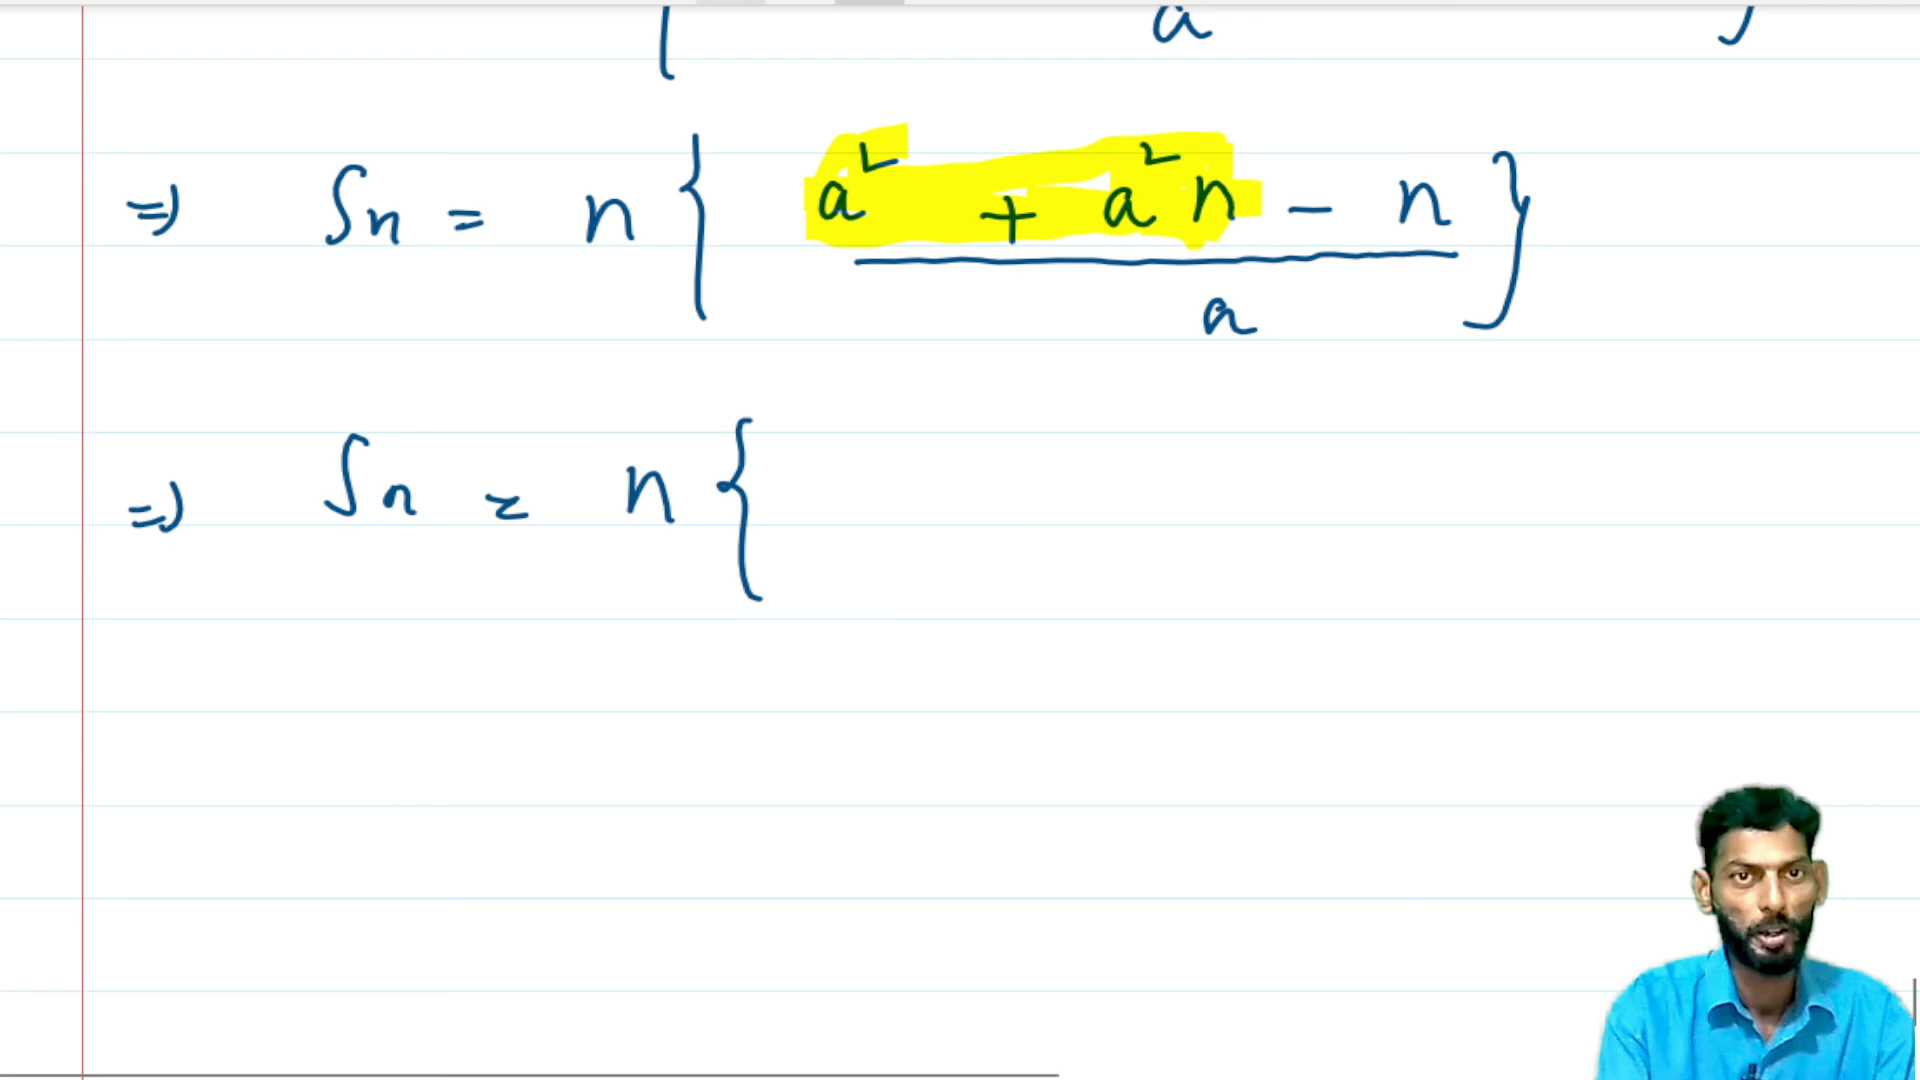 a }
⇒ Sn = n { a² + a²n - n / a }
⇒ Sn = n {